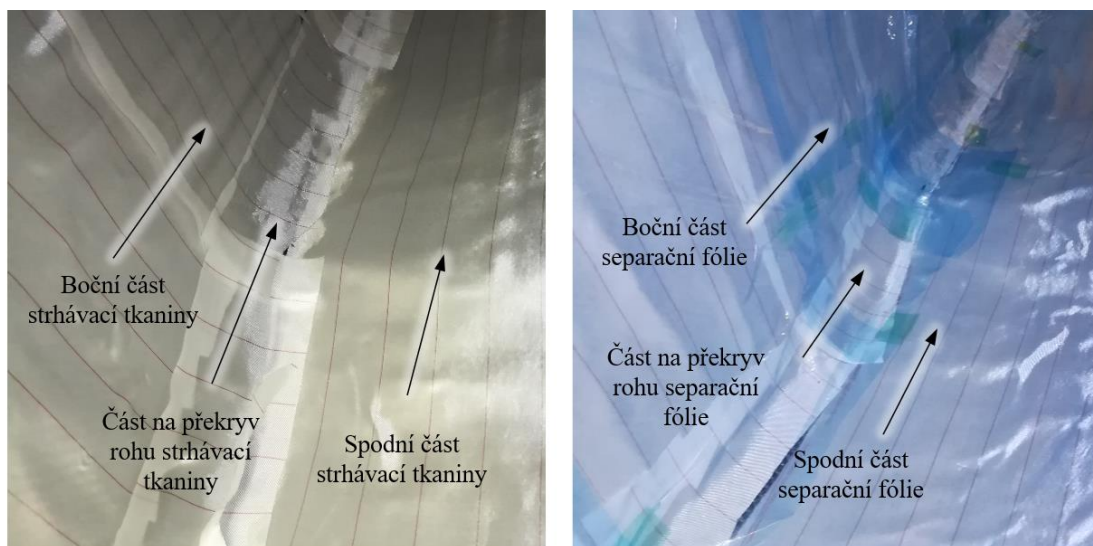 Boční část
strhávací tkaniny
Část na překryv
rohu strhávací
tkaniny
Spodní část
strhávací tkaniny
Boční část
separační fólie
Část na překryv
rohu separační
fólie
Spodní část
separační fólie